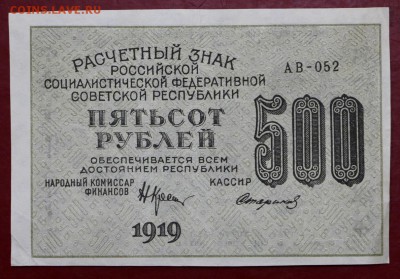 COINS.LAVE.RU
РАСЧЕТНЫЙ ЗНАК
РОССИЙСКОЙ
СОЦИАЛИСТИЧЕСКОЙ ФЕДЕРАТИВНОЙ
СОВЕТСКОЙ РЕСПУБЛИКИ
АВ-052
ПЯТЬСОТ
РУБЛЕЙ
500
ОБЕСПЕЧИВАЕТСЯ ВСЕМ
ДОСТОЯНИЕМ РЕСПУБЛИКИ
НАРОДНЫЙ КОМИССАР
ФИНАНСОВ
КАССИР
1919